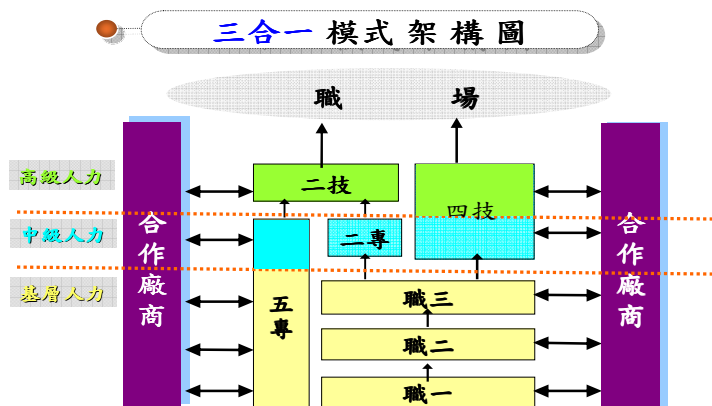 三合一 模式架構圖
職 場
高級人力
二技
四技
中級人力
二專
合作廠商
合作廠商
基層人力
五專
職三
職二
職一